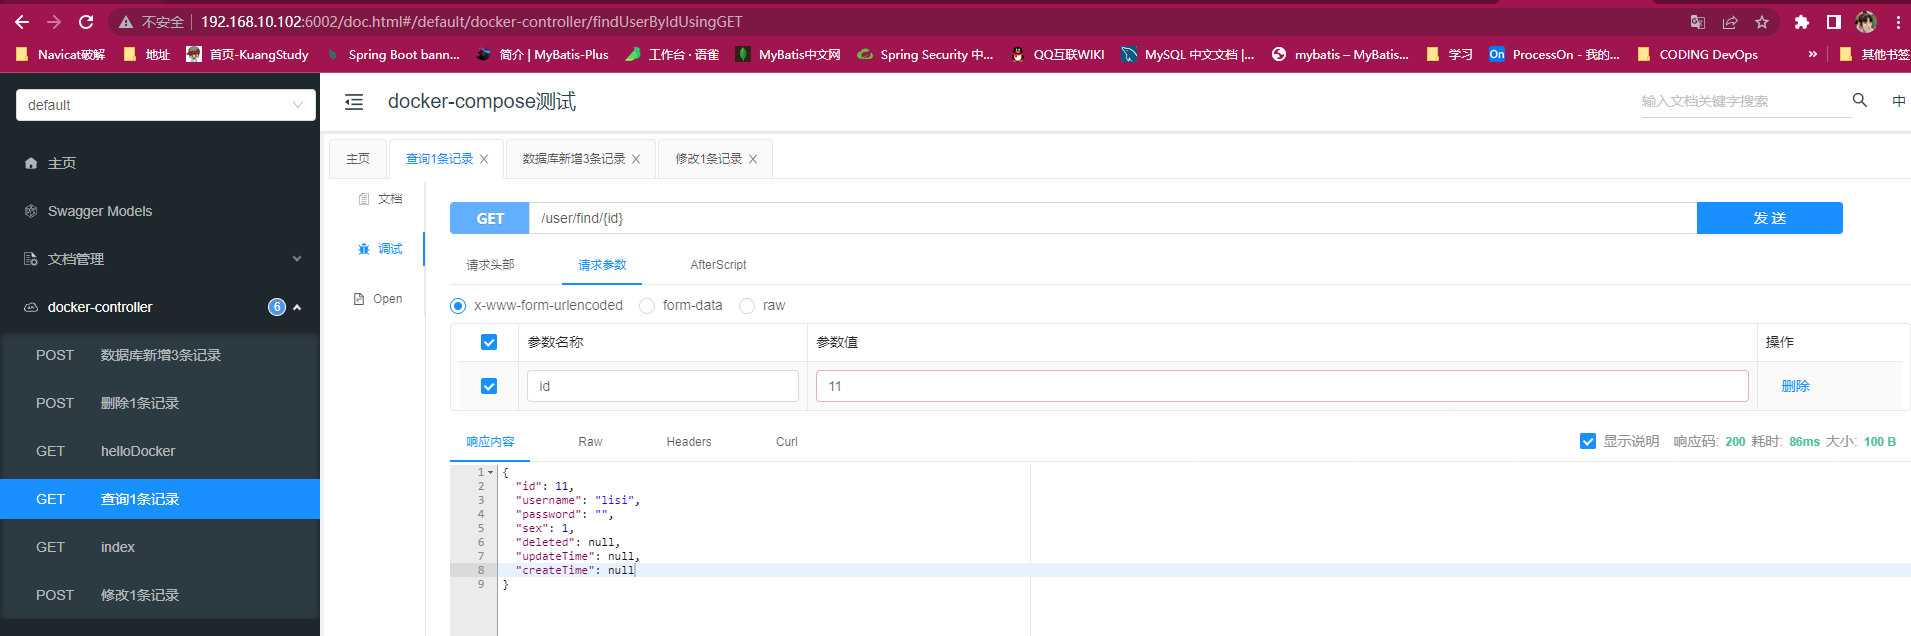 不安全 192.168.10.102:6002/doc.html#/default/docker-controller/findUserByIdUsingGET
Navicat破解 地址 首页-KuangStudy Spring Boot bann... 简介 | MyBatis-Plus 工作台 · 语雀 MyBatis中文网 Spring Security 中... QQ互联WIKI MySQL 中文文档 |... mybatis – MyBatis... 学习 On ProcessOn - 我的... CODING DevOps » 其他书签
default
docker-compose测试
输入文档关键字搜索
中
主页
Swagger Models
文档管理
docker-controller 6
POST 数据库新增3条记录
POST 删除1条记录
GET helloDocker
GET 查询1条记录
GET index
POST 修改1条记录
主页 查询1条记录 数据库新增3条记录 修改1条记录
文档
调试
Open
GET /user/find/{id} 发 送
请求头部 请求参数 AfterScript
x-www-form-urlencoded form-data raw
参数名称 参数值 操作
id 11 删除
响应内容 Raw Headers Curl 显示说明 响应码: 200 耗时: 86ms 大小: 100 B
1 {
2 "id": 11,
3 "username": "lisi",
4 "password": "",
5 "sex": 1,
6 "deleted": null,
7 "updateTime": null,
8 "createTime": null
9 }